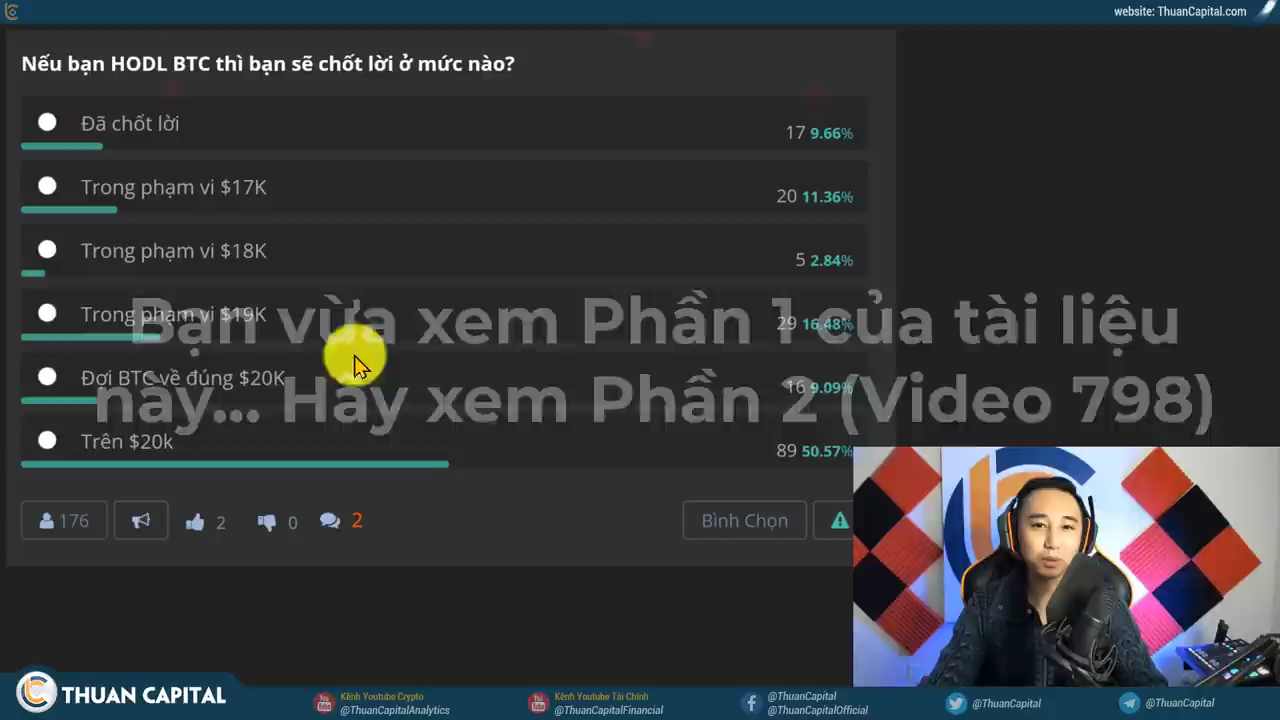 website: ThuanCapital.com
Nếu bạn HODL BTC thì bạn sẽ chốt lời ở mức nào?
Đã chốt lời
17 9.66%
Trong phạm vi $17K
20 11.36%
Trong phạm vi $18K
5 2.84%
Trong phạm vi $19K
29 16.48%
Đợi BTC về đúng $20K
16 9.09%
Trên $20k
89 50.57%
Bạn vừa xem Phần 1 của tài liệu
này... Hãy xem Phần 2 (Video 798)
176
2
0
2
Bình Chọn
THUAN CAPITAL
Kênh Youtube Crypto
@ThuanCapitalAnalytics
Kênh Youtube Tài Chính
@ThuanCapitalFinancial
@ThuanCapital
@ThuanCapitalOfficial
@ThuanCapital
@ThuanCapital